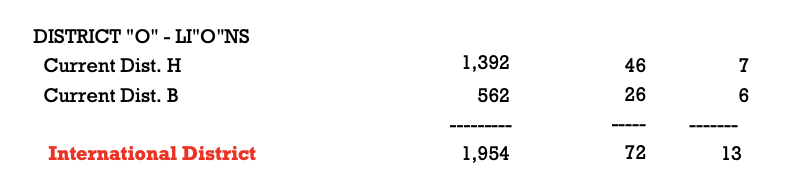 DISTRICT "O" - LI"O"NS
Current Dist. H 1,392 46 7
Current Dist. B 562 26 6
--------- ----- -------
International District 1,954 72 13